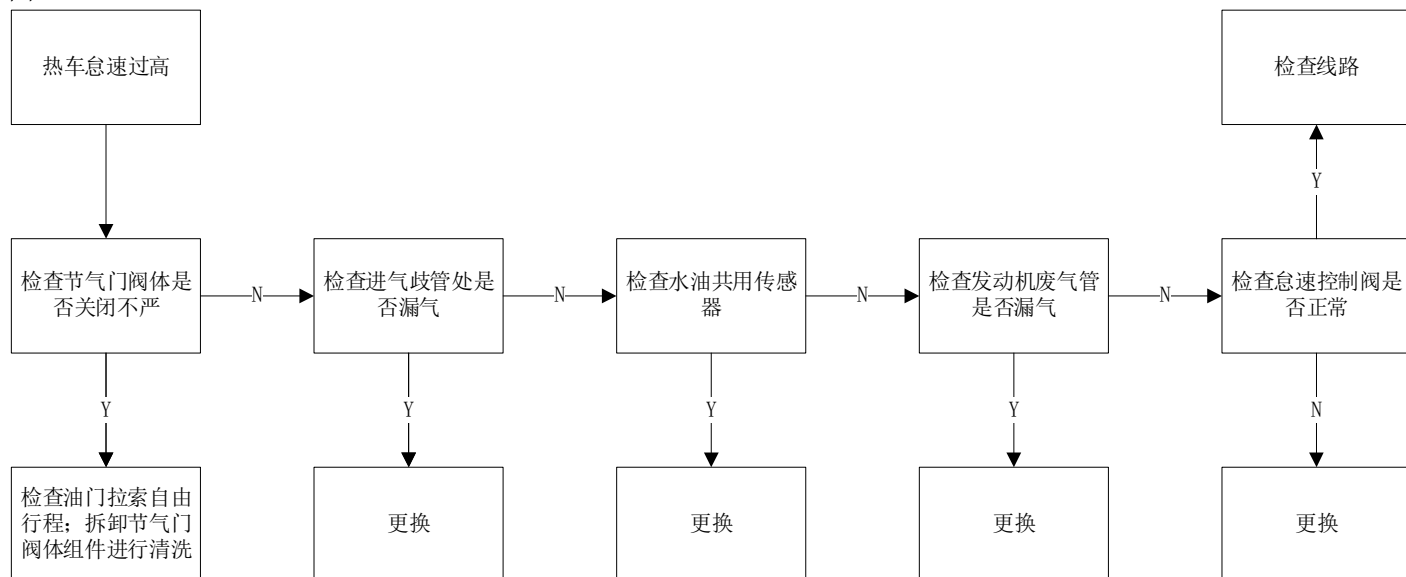 热车怠速过高
检查线路
Y
检查节气门阀体是
否关闭不严
N
检查进气歧管处是
否漏气
N
检查水油共用传感
器
N
检查发动机废气管
是否漏气
N
检查怠速控制阀是
否正常
Y
Y
Y
Y
N
检查油门拉索自由
行程；拆卸节气门
阀体组件进行清洗
更换
更换
更换
更换